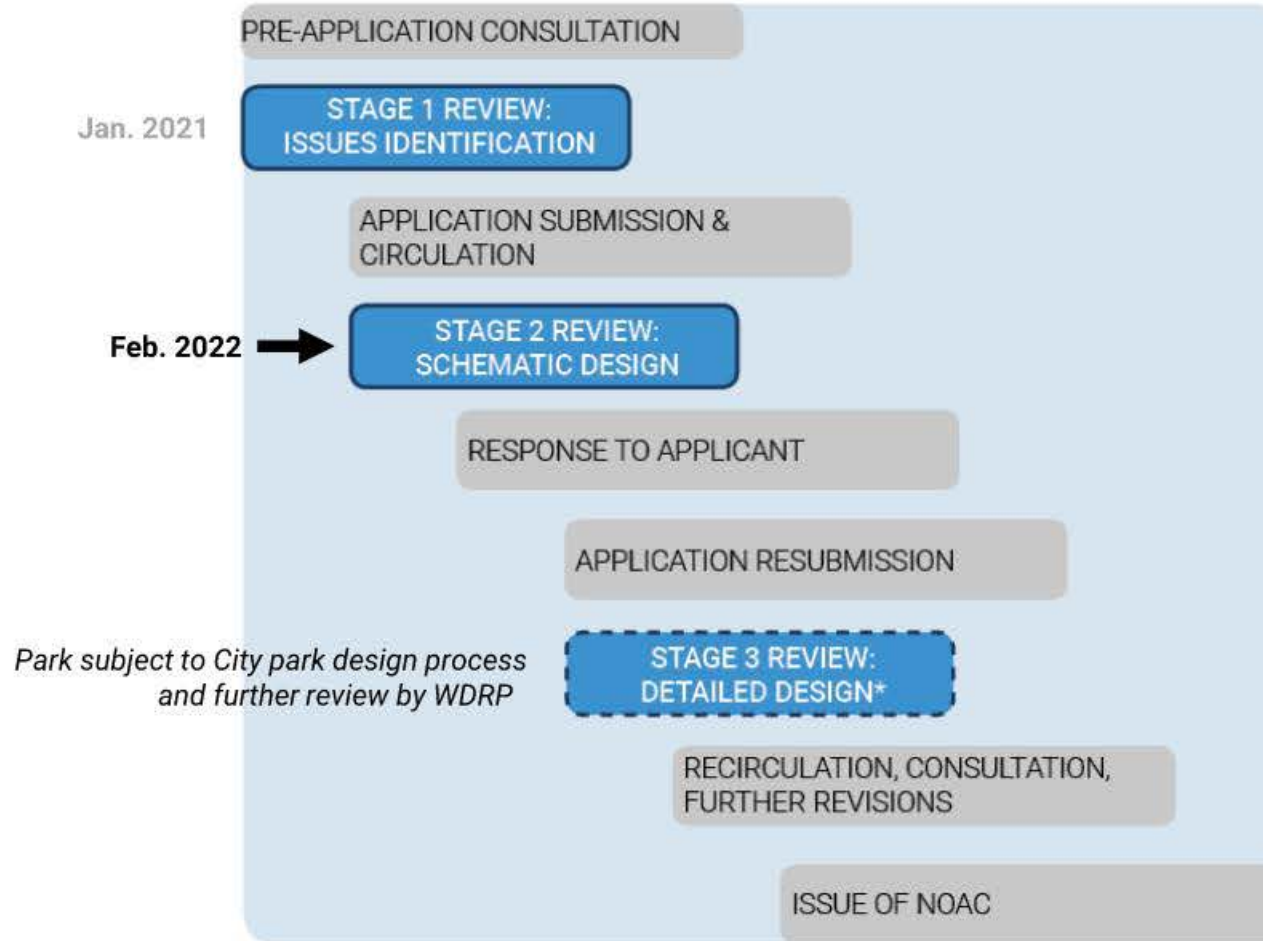 PRE-APPLICATION CONSULTATION
Jan. 2021
STAGE 1 REVIEW:
ISSUES IDENTIFICATION
APPLICATION SUBMISSION &
CIRCULATION
Feb. 2022
STAGE 2 REVIEW:
SCHEMATIC DESIGN
RESPONSE TO APPLICANT
APPLICATION RESUBMISSION
Park subject to City park design process
and further review by WDRP
STAGE 3 REVIEW:
DETAILED DESIGN*
RECIRCULATION, CONSULTATION,
FURTHER REVISIONS
ISSUE OF NOAC